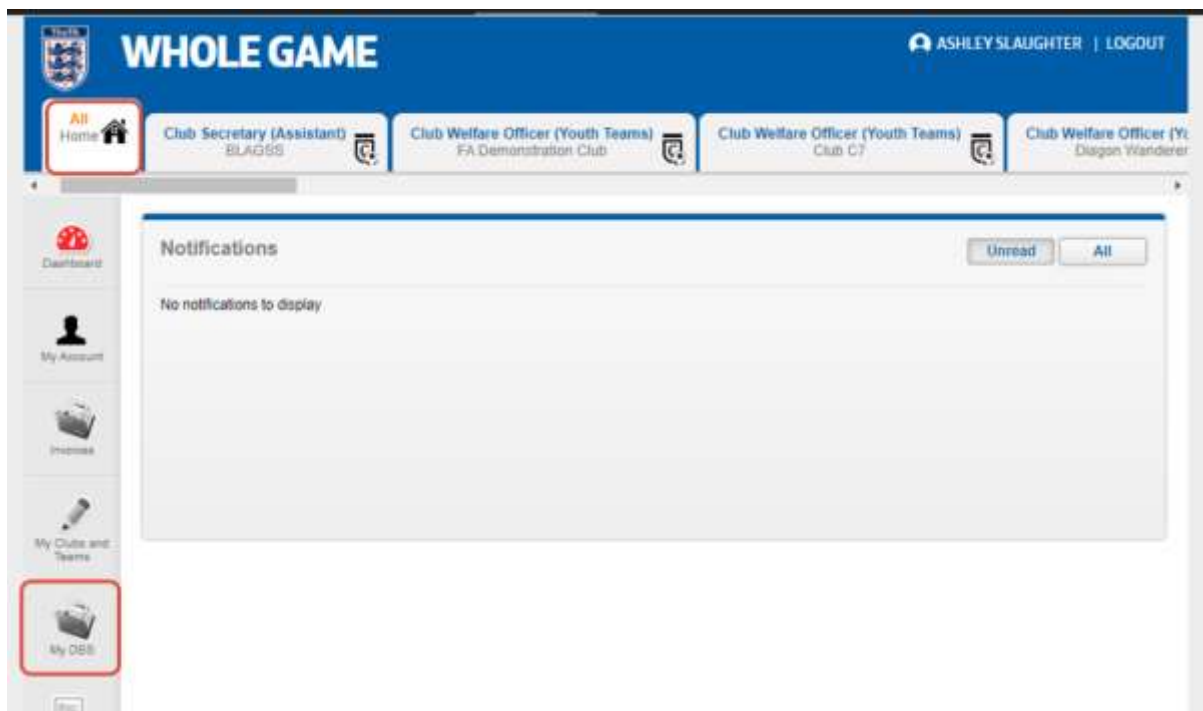 WHOLE GAME
ASHLEY SLAUGHTER | LOGOUT
All
Home
Club Secretary (Assistant)
BLAGSS
Club Welfare Officer (Youth Teams)
FA Demonstration Club
Club Welfare Officer (Youth Teams)
Club C7
Club Welfare Officer (Yo
Diagon Wanderer
Dashboard
Notifications
Unread
All
No notifications to display
My Account
Invoices
My Clubs and
Teams
My DBS